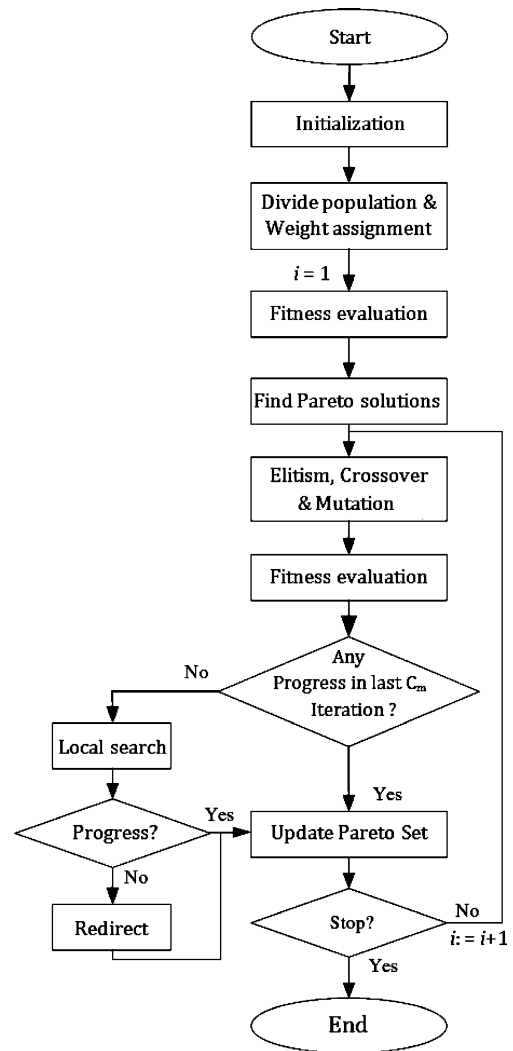 Start
Initialization
Divide population &
Weight assignment
i = 1
Fitness evaluation
Find Pareto solutions
Elitism, Crossover
& Mutation
Fitness evaluation
Any
Progress in last Cm
Iteration ?
No
Local search
Yes
Progress?
Yes
Update Pareto Set
No
Redirect
Stop?
No
i: = i+1
Yes
End